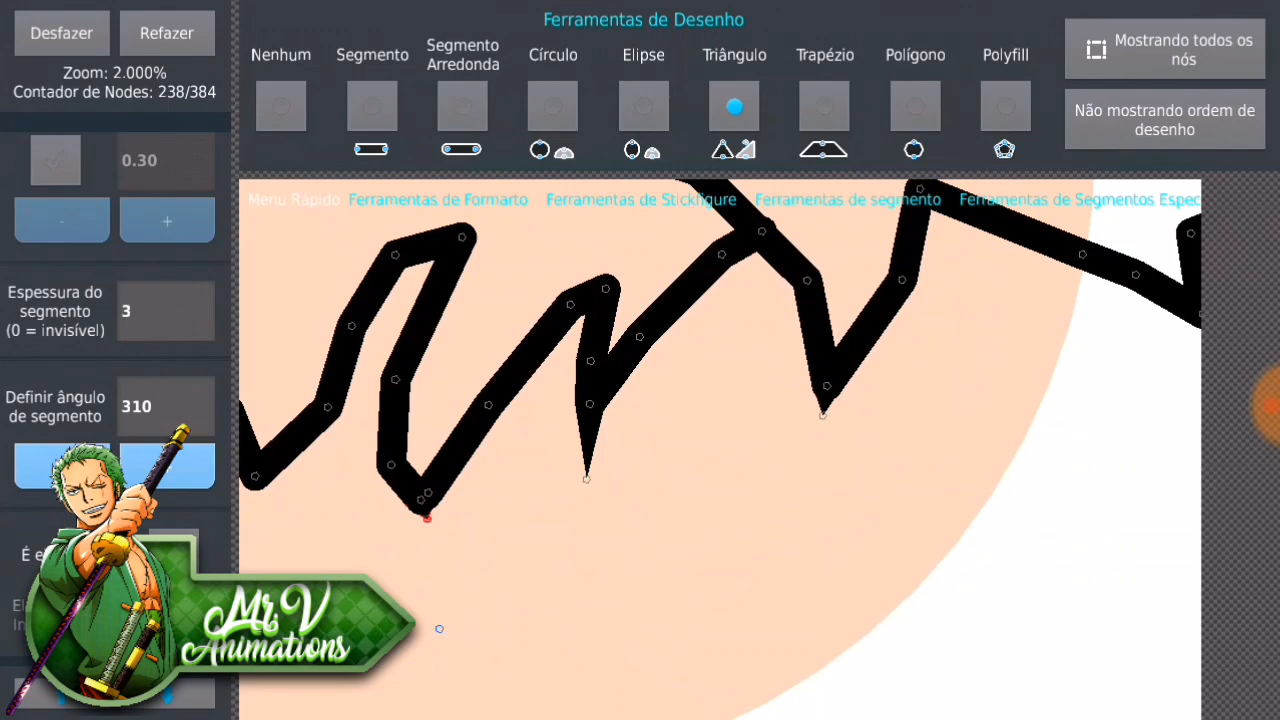 Desfazer
Refazer
Zoom: 2.000%
Contador de Nodes: 238/384
0.30
-
+
Espessura do
segmento
(0 = invisível)
3
Definir ângulo
de segmento
310
É e
El
In
Ferramentas de Desenho
Nenhum
Segmento
Segmento
Arredonda
Círculo
Elipse
Triângulo
Trapézio
Polígono
Polyfill
Mostrando todos os
nós
Não mostrando ordem de
desenho
Menu Rápido
Ferramentas de Formarto
Ferramentas de Stickfigure
Ferramentas de segmento
Ferramentas de Segmentos Espec
Mr.V
Animations